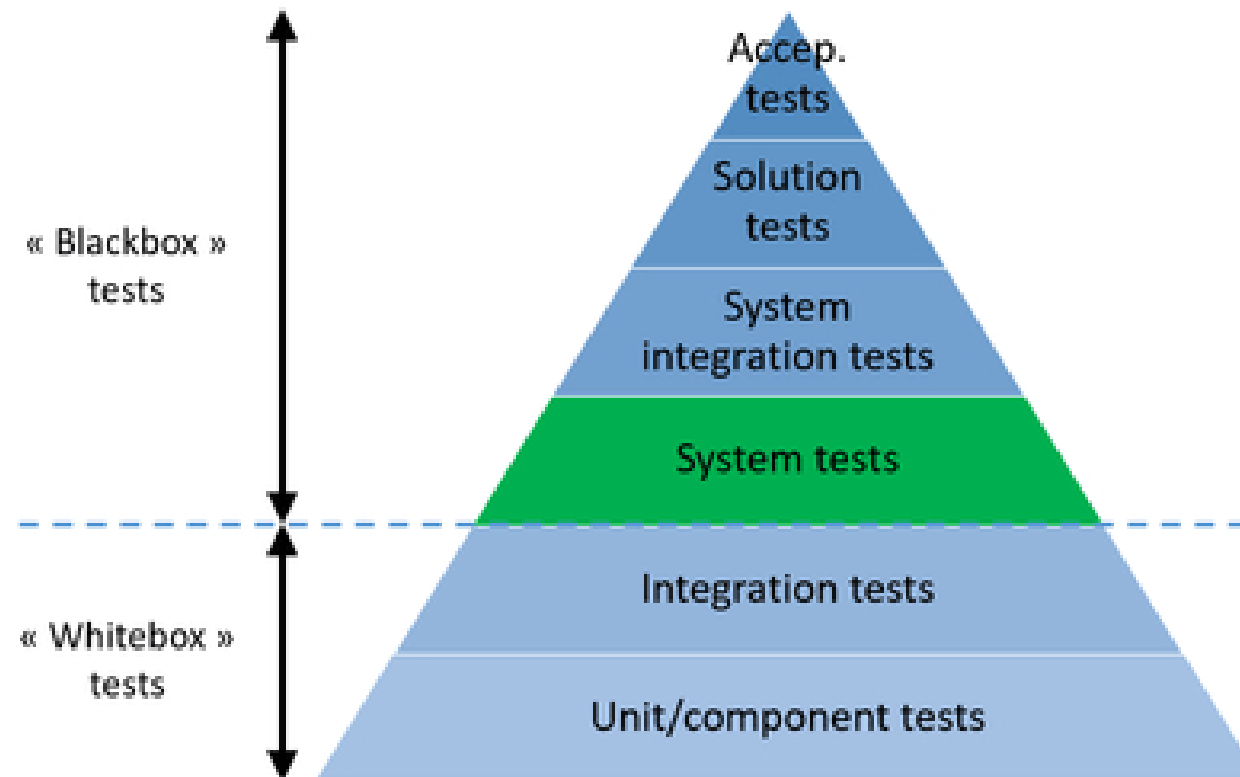 Accep.
tests
Solution
tests
« Blackbox »
tests
System
integration tests
System tests
Integration tests
« Whitebox »
tests
Unit/component tests